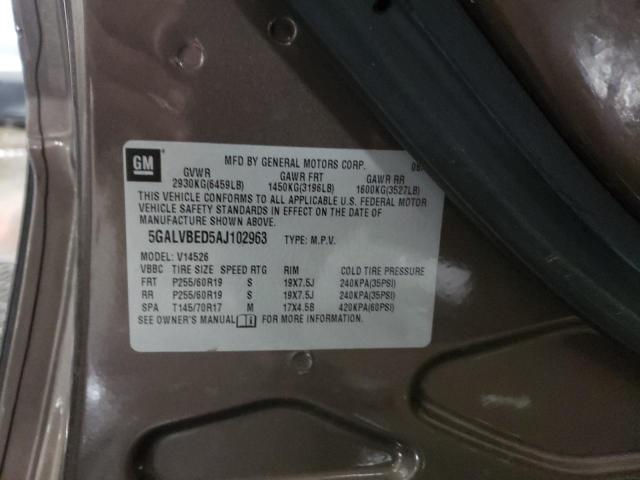 GM
MFD BY GENERAL MOTORS CORP.
GVWR GAWR FRT GAWR RR
2930KG(6459LB) 1450KG(3196LB) 1600KG(3527LB)
THIS VEHICLE CONFORMS TO ALL APPLICABLE U.S. FEDERAL MOTOR
VEHICLE SAFETY STANDARDS IN EFFECT ON THE DATE OF
MANUFACTURE SHOWN ABOVE.
5GALVBED5AJ102963 TYPE: M.P.V.
MODEL: V14526
VBBC TIRE SIZE SPEED RTG RIM COLD TIRE PRESSURE
FRT P255/60R19 S 19X7.5J 240KPA(35PSI)
RR P255/60R19 S 19X7.5J 240KPA(35PSI)
SPA T145/70R17 M 17X4.5B 420KPA(60PSI)
SEE OWNER'S MANUAL FOR MORE INFORMATION.